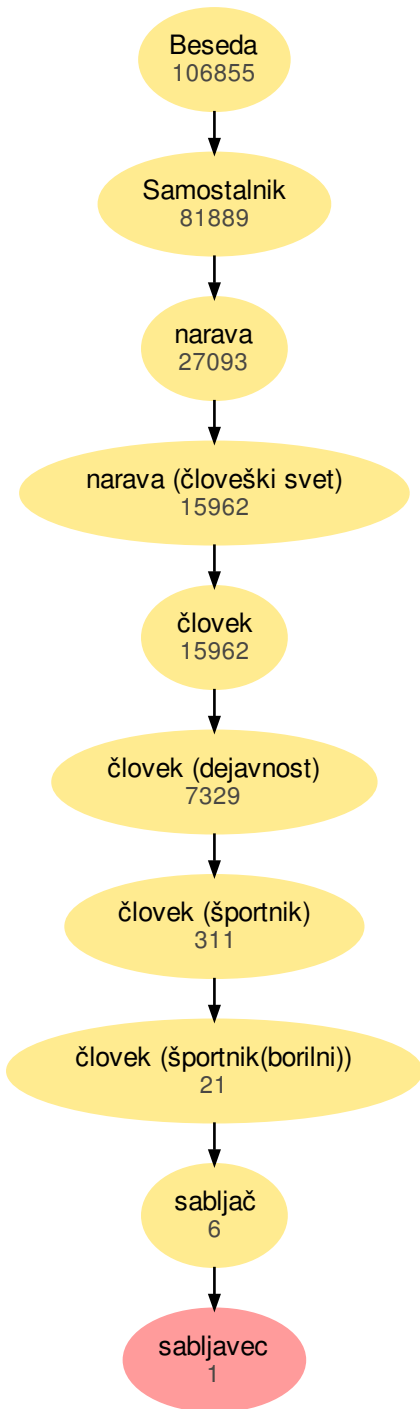 Beseda
106855
Samostalnik
81889
narava
27093
narava (človeški svet)
15962
človek
15962
človek (dejavnost)
7329
človek (športnik)
311
človek (športnik(borilni))
21
sabljač
6
sabljavec
1